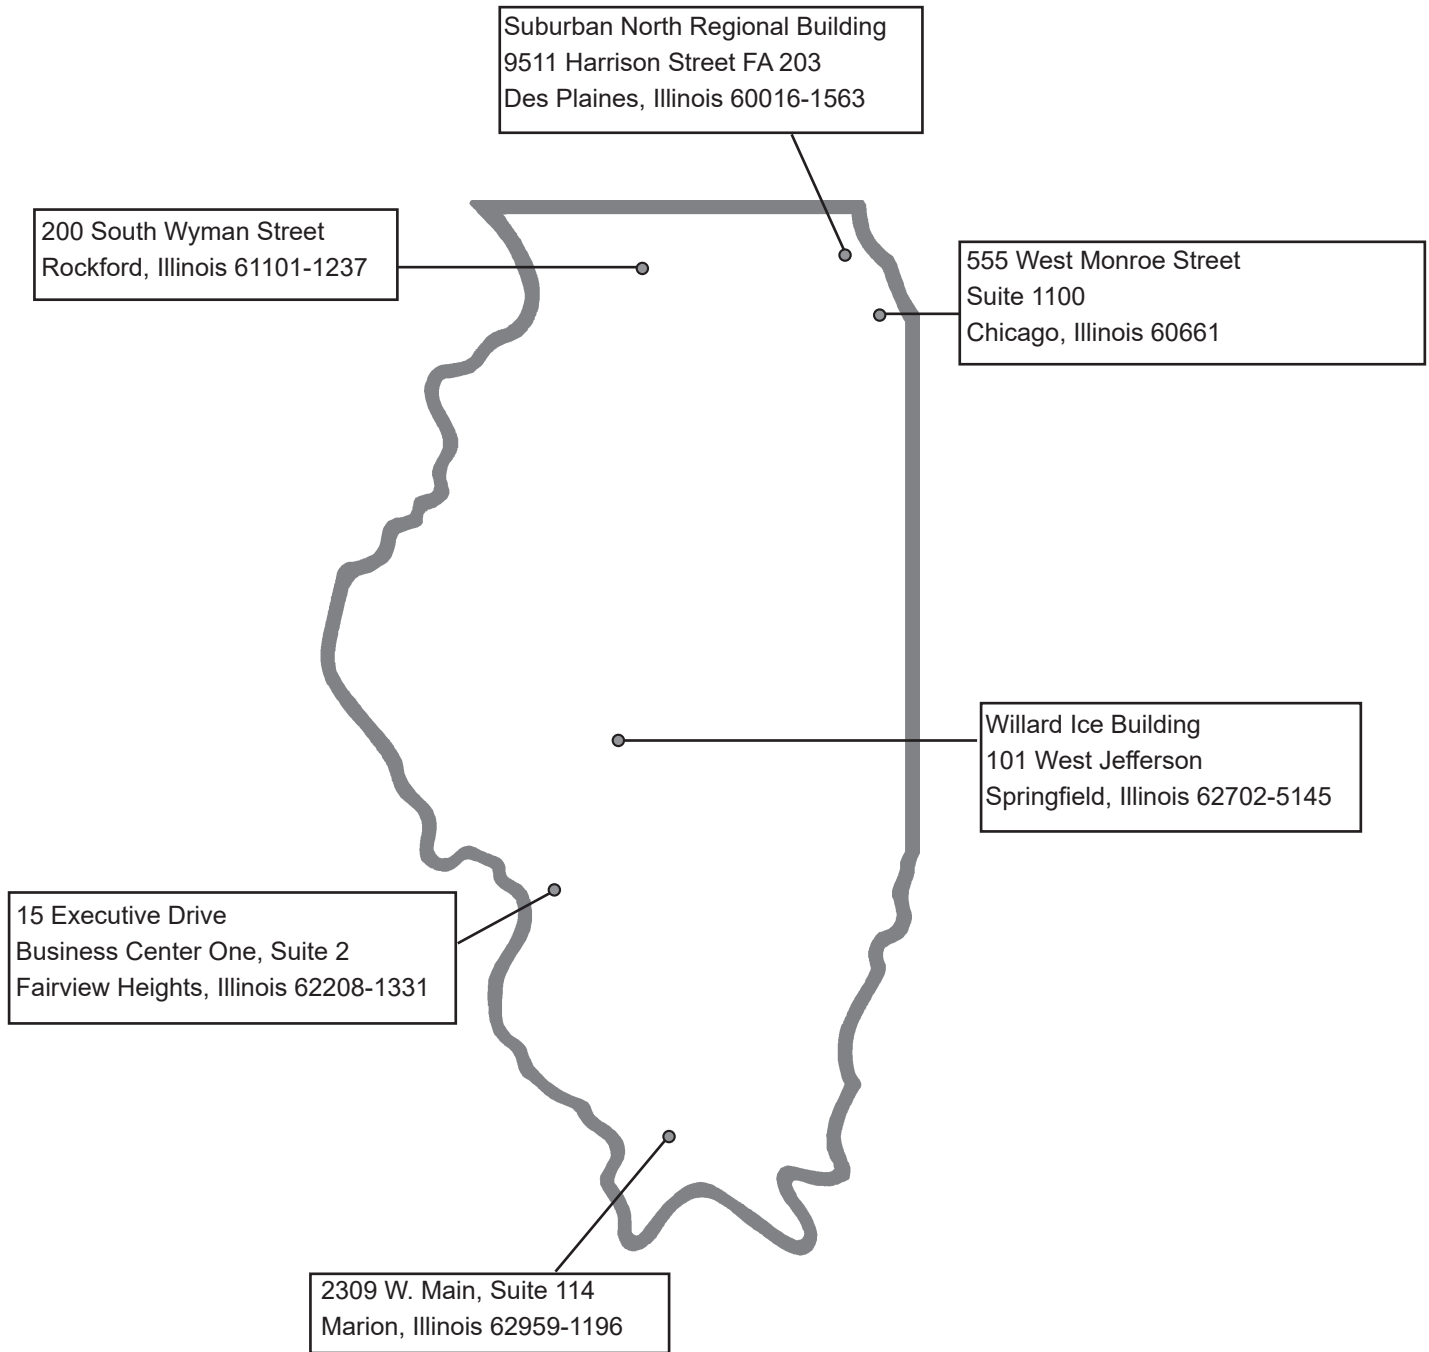 Suburban North Regional Building
9511 Harrison Street FA 203
Des Plaines, Illinois 60016-1563
200 South Wyman Street
Rockford, Illinois 61101-1237
555 West Monroe Street
Suite 1100
Chicago, Illinois 60661
Willard Ice Building
101 West Jefferson
Springfield, Illinois 62702-5145
15 Executive Drive
Business Center One, Suite 2
Fairview Heights, Illinois 62208-1331
2309 W. Main, Suite 114
Marion, Illinois 62959-1196